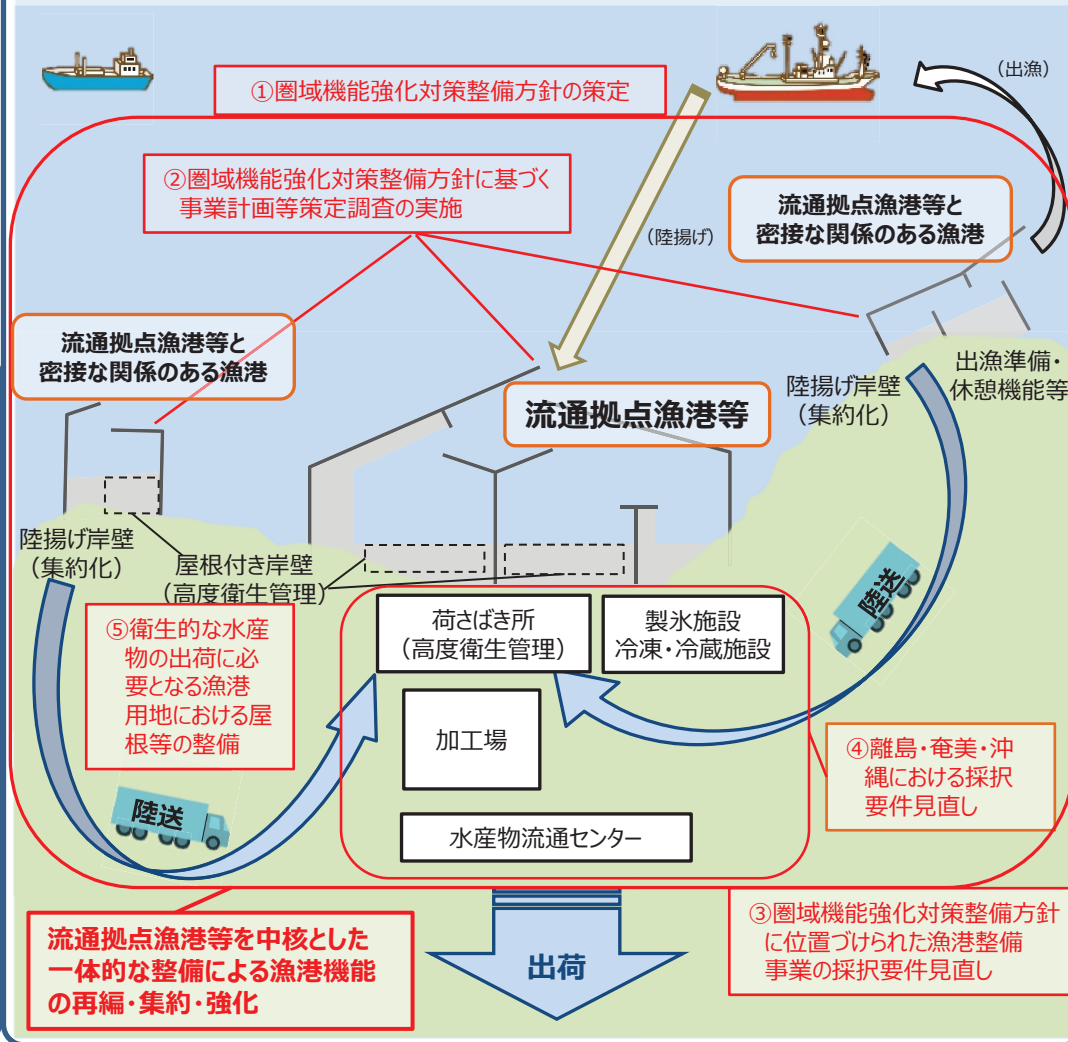 ①圏域機能強化対策整備方針の策定
（出漁）
②圏域機能強化対策整備方針に基づく
事業計画等策定調査の実施
流通拠点漁港等と
密接な関係のある漁港
（陸揚げ）
流通拠点漁港等と
密接な関係のある漁港
流通拠点漁港等
陸揚げ岸壁
（集約化）
出漁準備・
休憩機能等
陸揚げ岸壁
（集約化）
屋根付き岸壁
（高度衛生管理）
陸送
⑤衛生的な水産
物の出荷に必
要となる漁港
用地における屋
根等の整備
荷さばき所
（高度衛生管理）
製氷施設
冷凍・冷蔵施設
加工場
④離島・奄美・沖
縄における採択
要件見直し
陸送
水産物流通センター
流通拠点漁港等を中核とした
一体的な整備による漁港機能
の再編・集約・強化
出荷
③圏域機能強化対策整備方針
に位置づけられた漁港整備
事業の採択要件見直し